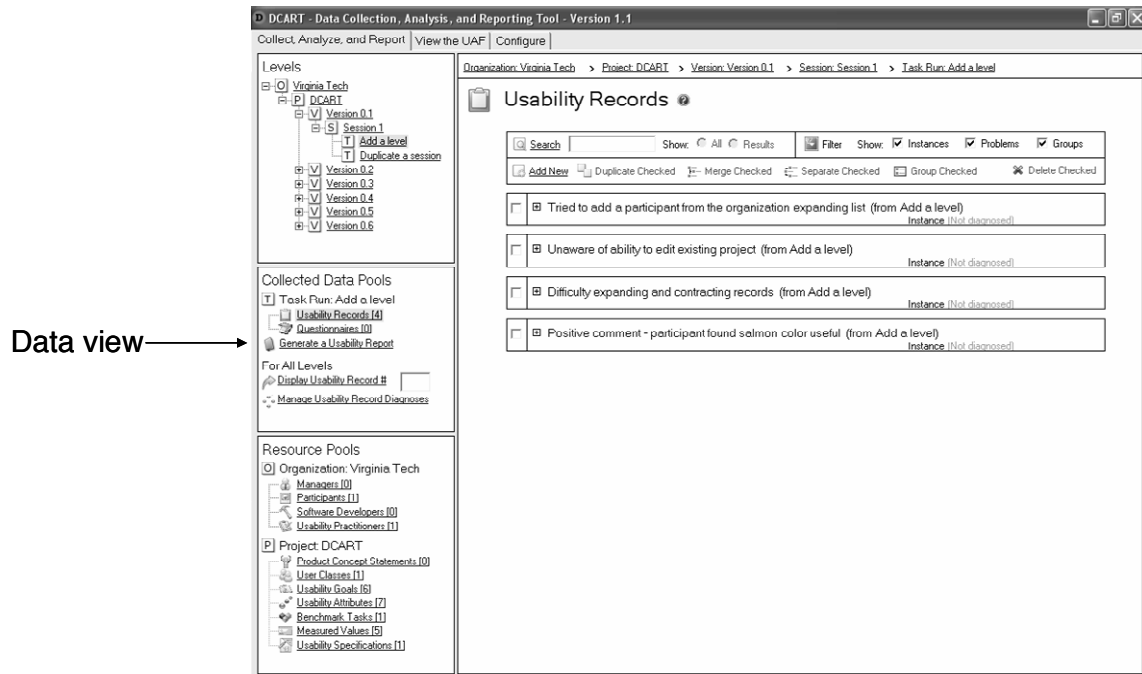 DCART - Data Collection, Analysis, and Reporting Tool - Version 1.1
Collect, Analyze, and Report View the UAF Configure
Levels
O Virginia Tech
P DCART
V Version 0.1
S Session 1
T Add a level
T Duplicate a session
V Version 0.2
V Version 0.3
V Version 0.4
V Version 0.5
V Version 0.6
Collected Data Pools
T Task Run: Add a level
Usability Records [4]
Questionnaires [0]
Generate a Usability Report
For All Levels
Display Usability Record #
Manage Usability Record Diagnoses
Data view
Resource Pools
O Organization: Virginia Tech
Managers [0]
Participants [1]
Software Developers [0]
Usability Practitioners [1]
P Project: DCART
Product Concept Statements [0]
User Classes [1]
Usability Goals [6]
Usability Attributes [7]
Benchmark Tasks [1]
Measured Values [5]
Usability Specifications [1]
Organization: Virginia Tech > Project: DCART > Version: Version 0.1 > Session: Session 1 > Task Run: Add a level
Usability Records
Search Show: All Results Filter Show: Instances Problems Groups
Add New Duplicate Checked Merge Checked Separate Checked Group Checked Delete Checked
Tried to add a participant from the organization expanding list (from Add a level)
Instance (Not diagnosed)
Unaware of ability to edit existing project (from Add a level)
Instance (Not diagnosed)
Difficulty expanding and contracting records (from Add a level)
Instance (Not diagnosed)
Positive comment - participant found salmon color useful (from Add a level)
Instance (Not diagnosed)